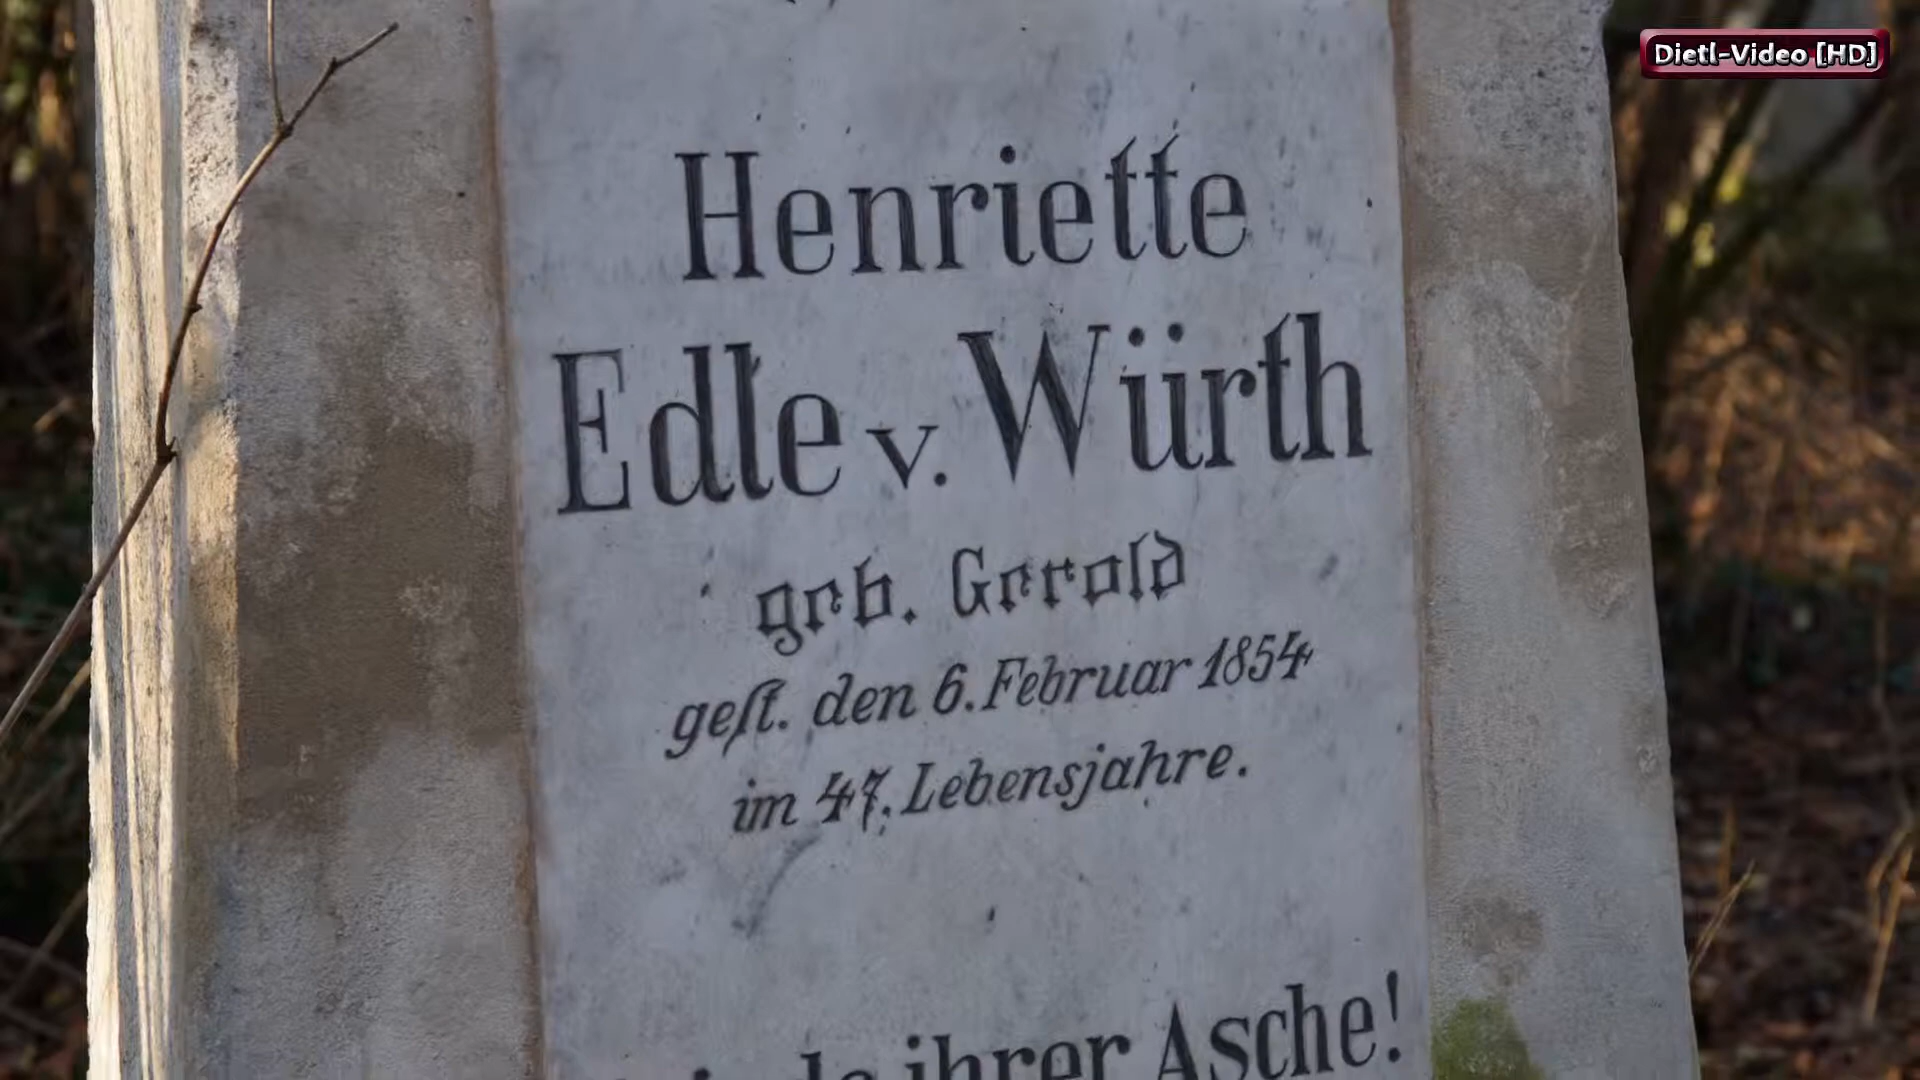 Dietl-Video [HD]
Henriette
Edle v. Würth
geb. Gerold
geſt. den 6. Februar 1854
im 47. Lebensjahre.
ihrer Asche!